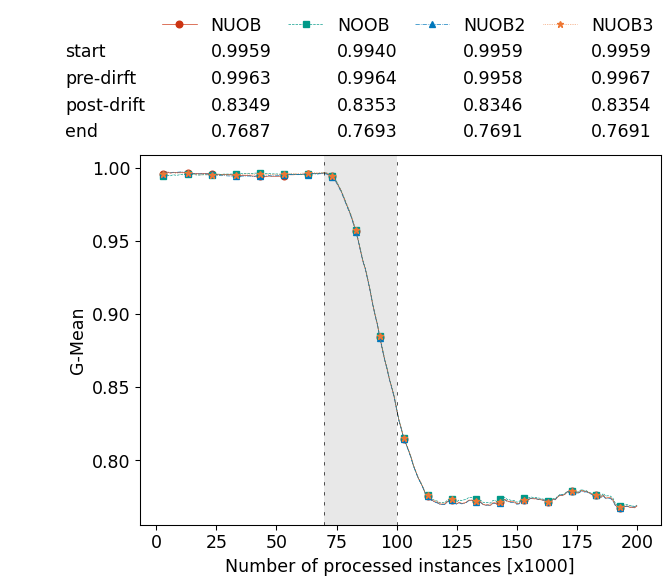 NUOB NOOB NUOB2 NUOB3
start 0.9959 0.9940 0.9959 0.9959
pre-dirft 0.9963 0.9964 0.9958 0.9967
post-drift 0.8349 0.8353 0.8346 0.8354
end 0.7687 0.7693 0.7691 0.7691
1.00
0.95
0.90
0.85
0.80
G-Mean
0 25 50 75 100 125 150 175 200
Number of processed instances [x1000]